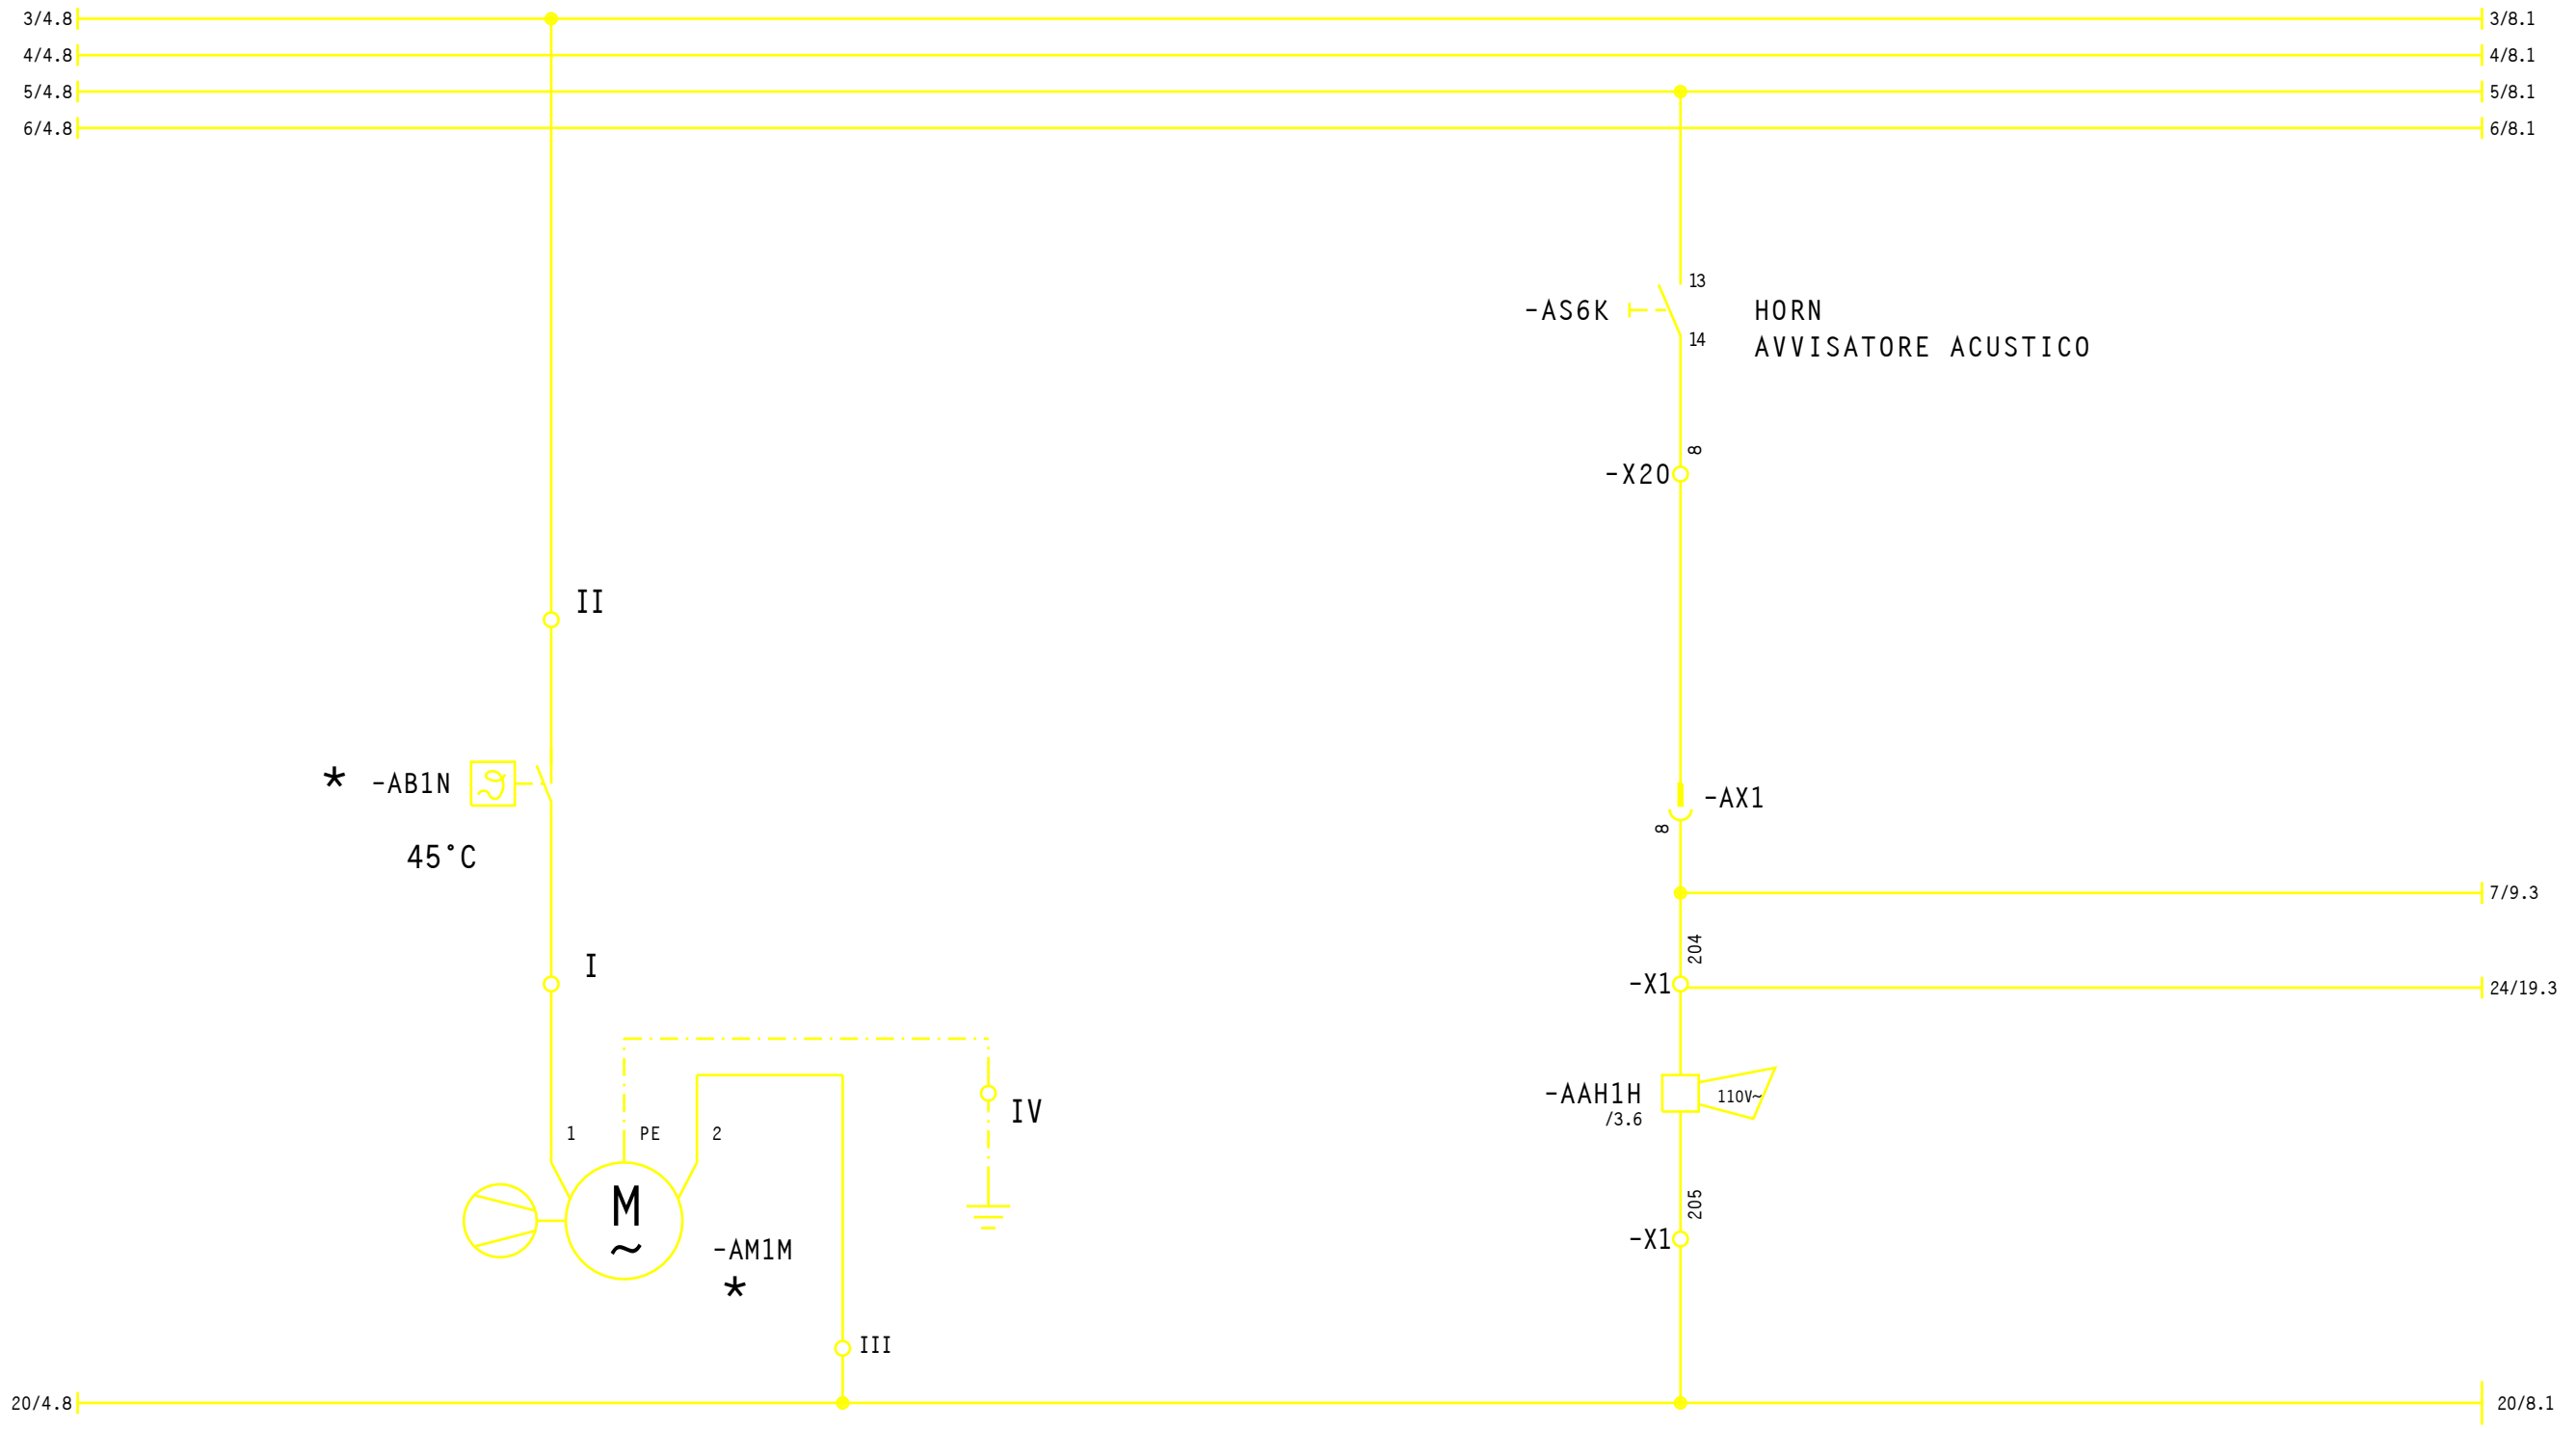 3/4.8
3/8.1
4/4.8
4/8.1
5/4.8
5/8.1
6/4.8
6/8.1
13
-AS6K
HORN
14
AVVISATORE ACUSTICO
8
-X20
II
* -AB1N
-AX1
8
45°C
7/9.3
204
I
-X1
24/19.3
-AAH1H
110V~
/3.6
IV
1
PE
2
M
~
205
-X1
-AM1M
*
III
20/4.8
20/8.1